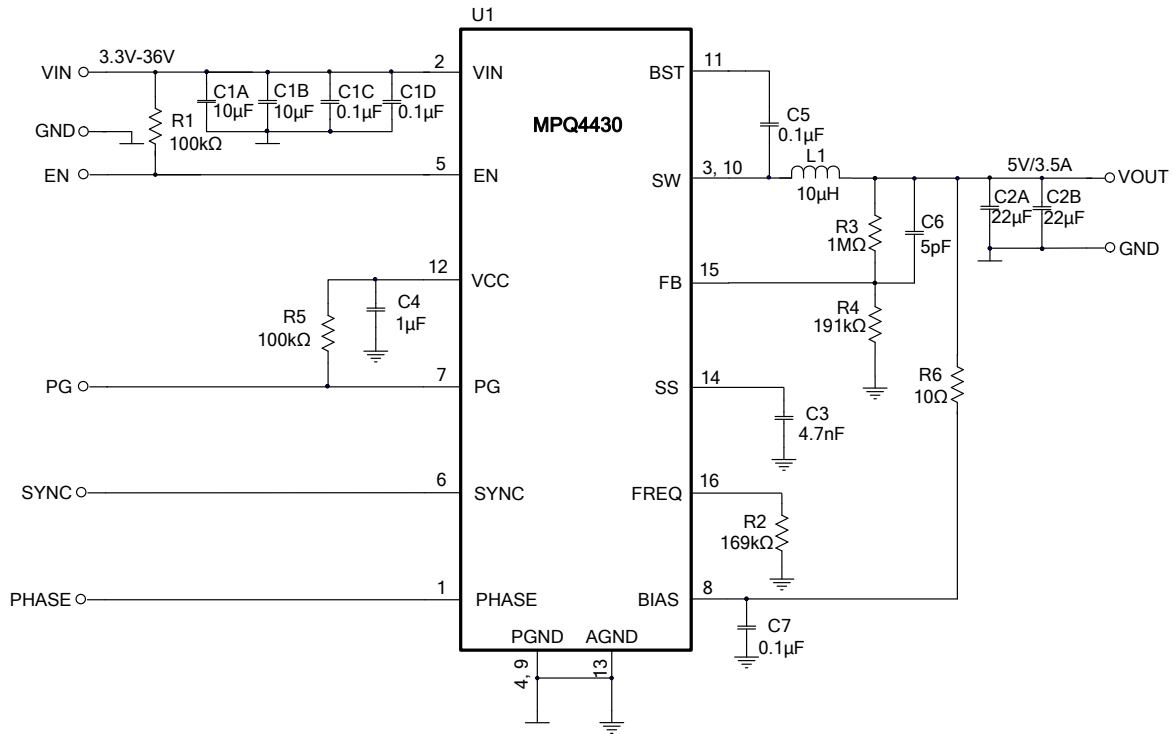 U1
VIN
3.3V-36V
2
VIN
C1A
10µF
C1B
10µF
C1C
0.1µF
C1D
0.1µF
GND
R1
100kΩ
EN
5
EN
MPQ4430
BST
11
C5
0.1µF
SW
3, 10
L1
10µH
5V/3.5A
VOUT
R3
1MΩ
C6
5pF
C2A
22µF
C2B
22µF
GND
12
VCC
C4
1µF
R5
100kΩ
FB
15
R4
191kΩ
PG
7
PG
SS
14
C3
4.7nF
R6
10Ω
SYNC
6
SYNC
FREQ
16
R2
169kΩ
PHASE
1
PHASE
BIAS
8
C7
0.1µF
PGND
AGND
4, 9
13